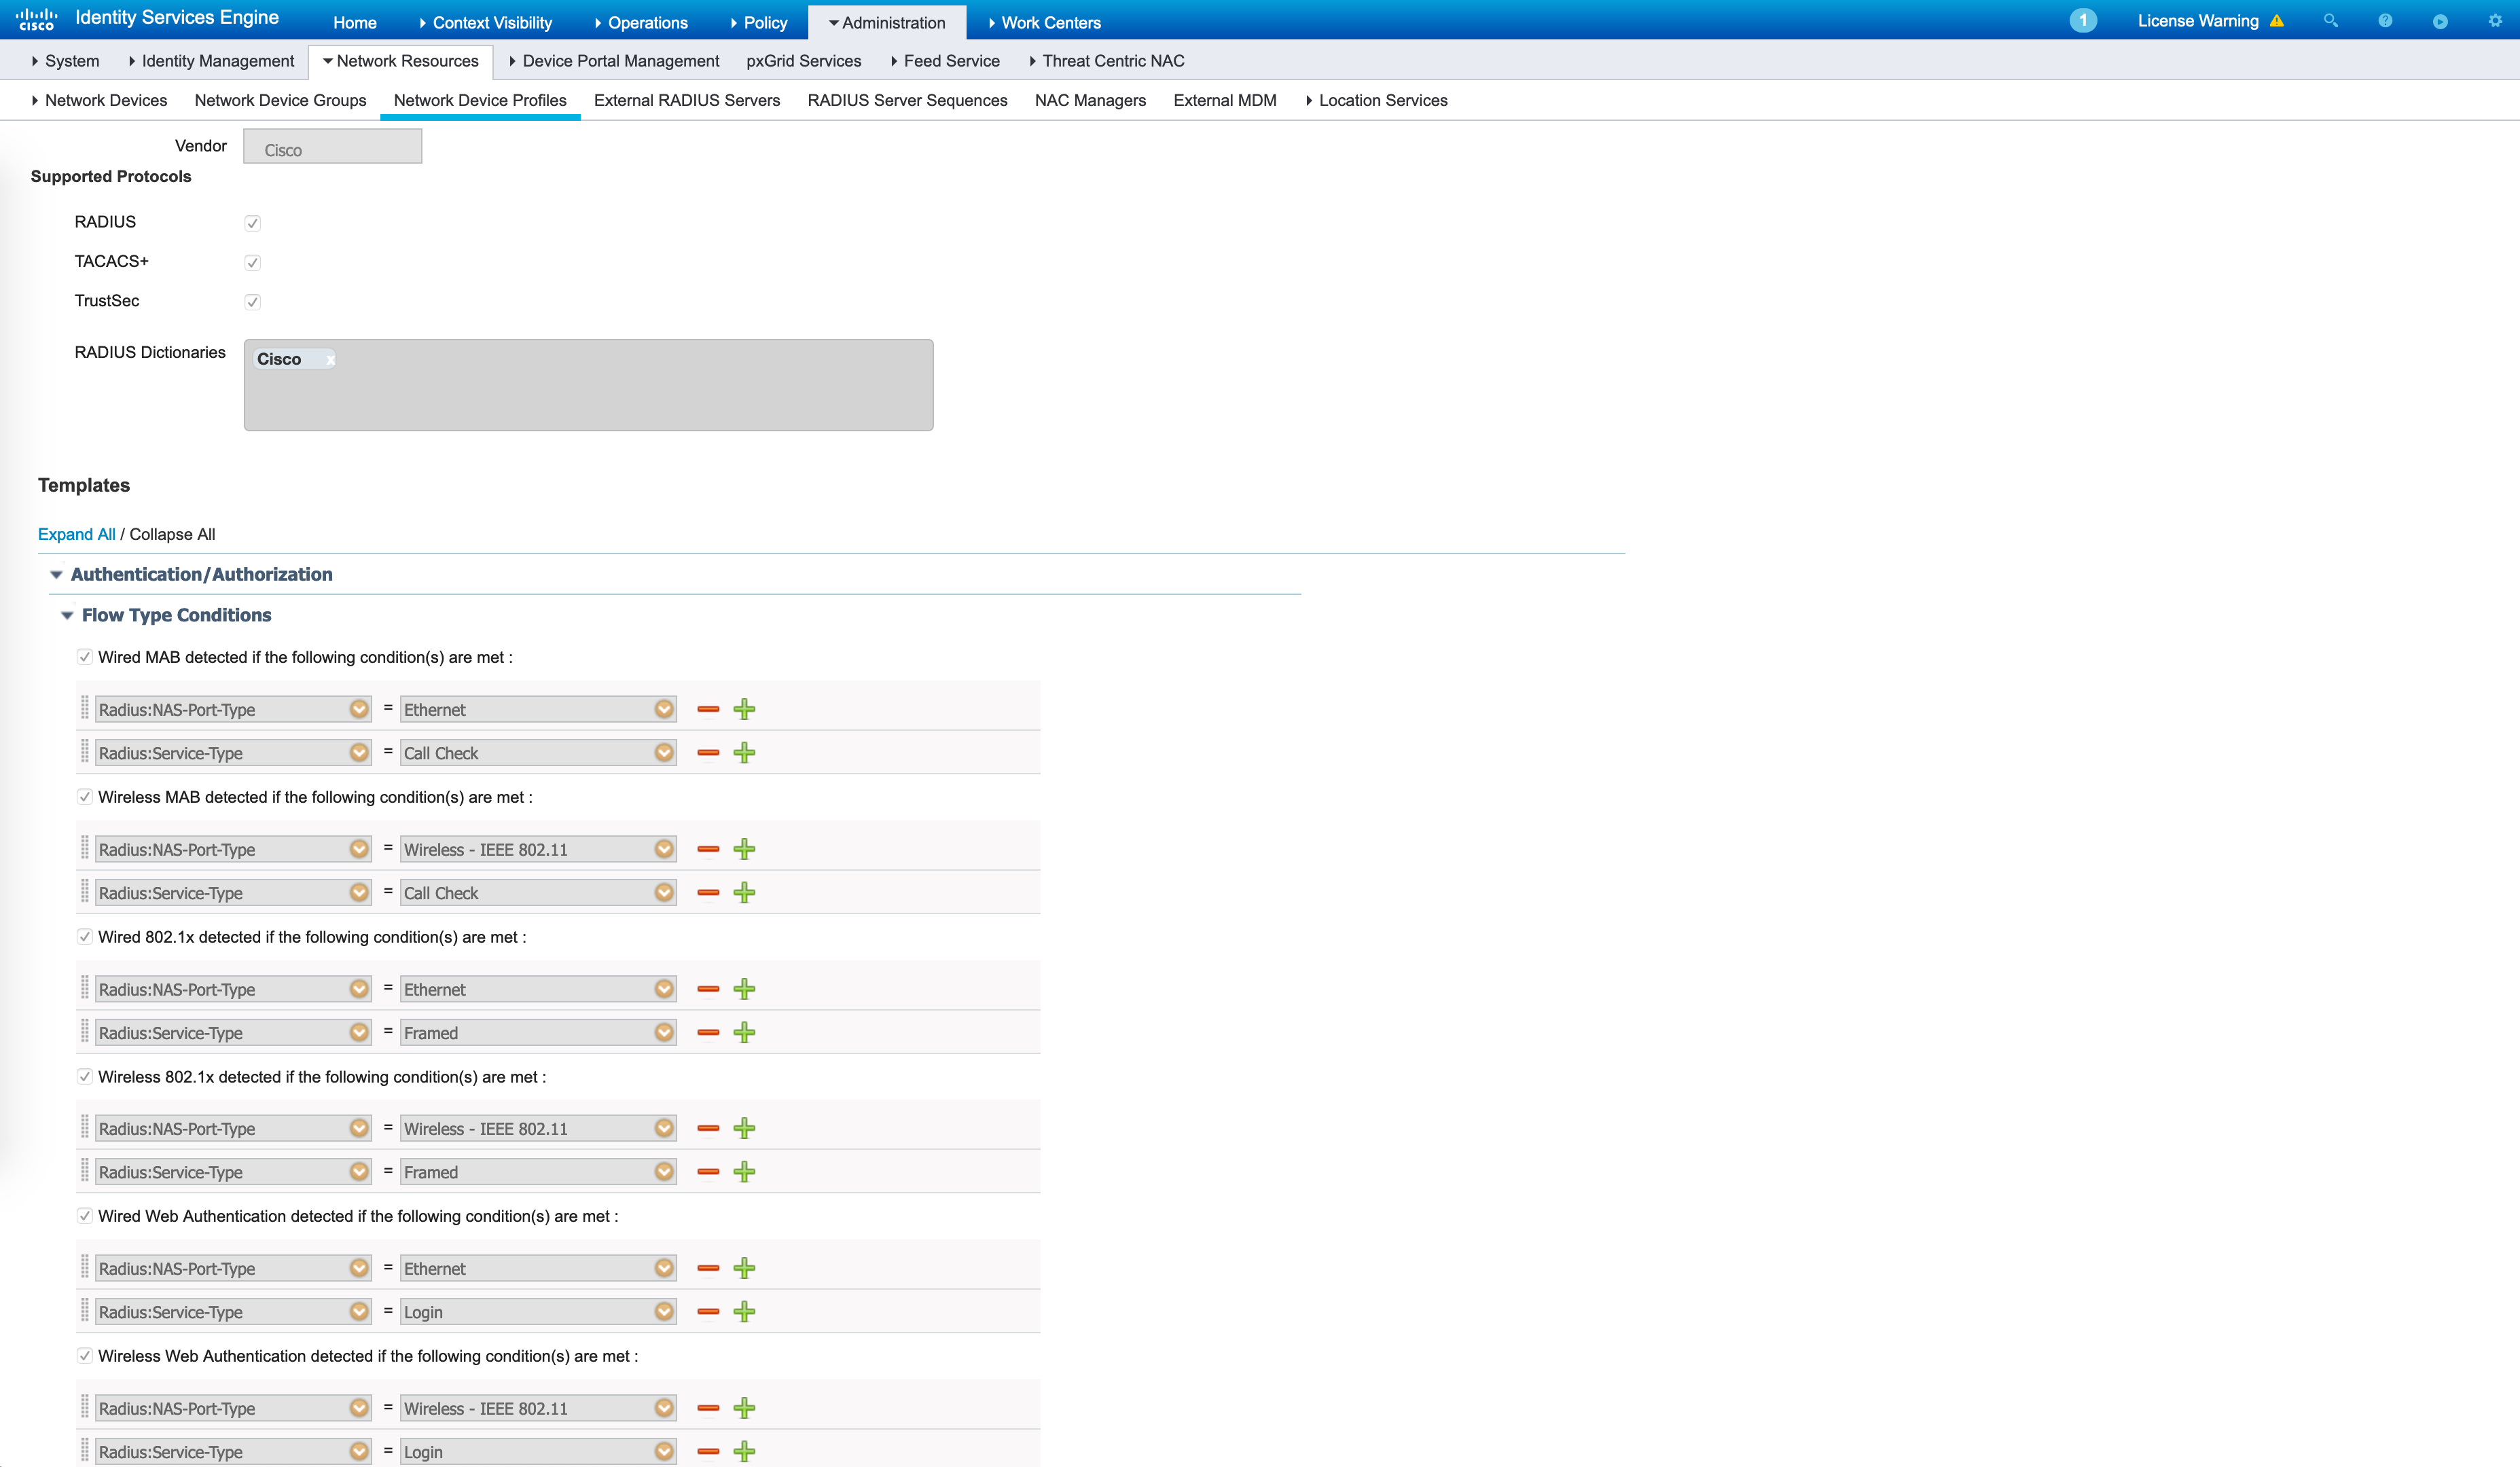 cisco Identity Services Engine Home Context Visibility Operations Policy Administration Work Centers 1 License Warning
System Identity Management Network Resources Device Portal Management pxGrid Services Feed Service Threat Centric NAC
Network Devices Network Device Groups Network Device Profiles External RADIUS Servers RADIUS Server Sequences NAC Managers External MDM Location Services
Vendor Cisco
Supported Protocols
RADIUS
TACACS+
TrustSec
RADIUS Dictionaries Cisco x
Templates
Expand All / Collapse All
Authentication/Authorization
Flow Type Conditions
Wired MAB detected if the following condition(s) are met :
Radius:NAS-Port-Type = Ethernet
Radius:Service-Type = Call Check
Wireless MAB detected if the following condition(s) are met :
Radius:NAS-Port-Type = Wireless - IEEE 802.11
Radius:Service-Type = Call Check
Wired 802.1x detected if the following condition(s) are met :
Radius:NAS-Port-Type = Ethernet
Radius:Service-Type = Framed
Wireless 802.1x detected if the following condition(s) are met :
Radius:NAS-Port-Type = Wireless - IEEE 802.11
Radius:Service-Type = Framed
Wired Web Authentication detected if the following condition(s) are met :
Radius:NAS-Port-Type = Ethernet
Radius:Service-Type = Login
Wireless Web Authentication detected if the following condition(s) are met :
Radius:NAS-Port-Type = Wireless - IEEE 802.11
Radius:Service-Type = Login